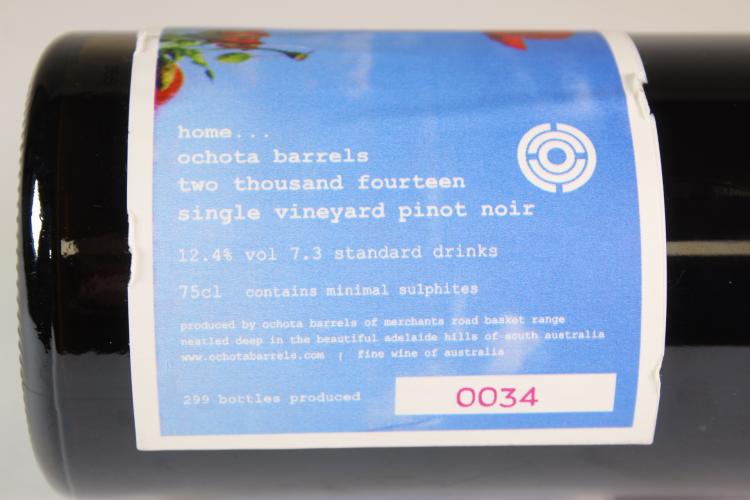 home...
ochota barrels
two thousand fourteen
single vineyard pinot noir
12.4% vol 7.3 standard drinks
75cl contains minimal sulphites
produced by ochota barrels of merchants road basket range
nestled deep in the beautiful adelaide hills of south australia
www.ochotabarrels.com | fine wine of australia
299 bottles produced 0034